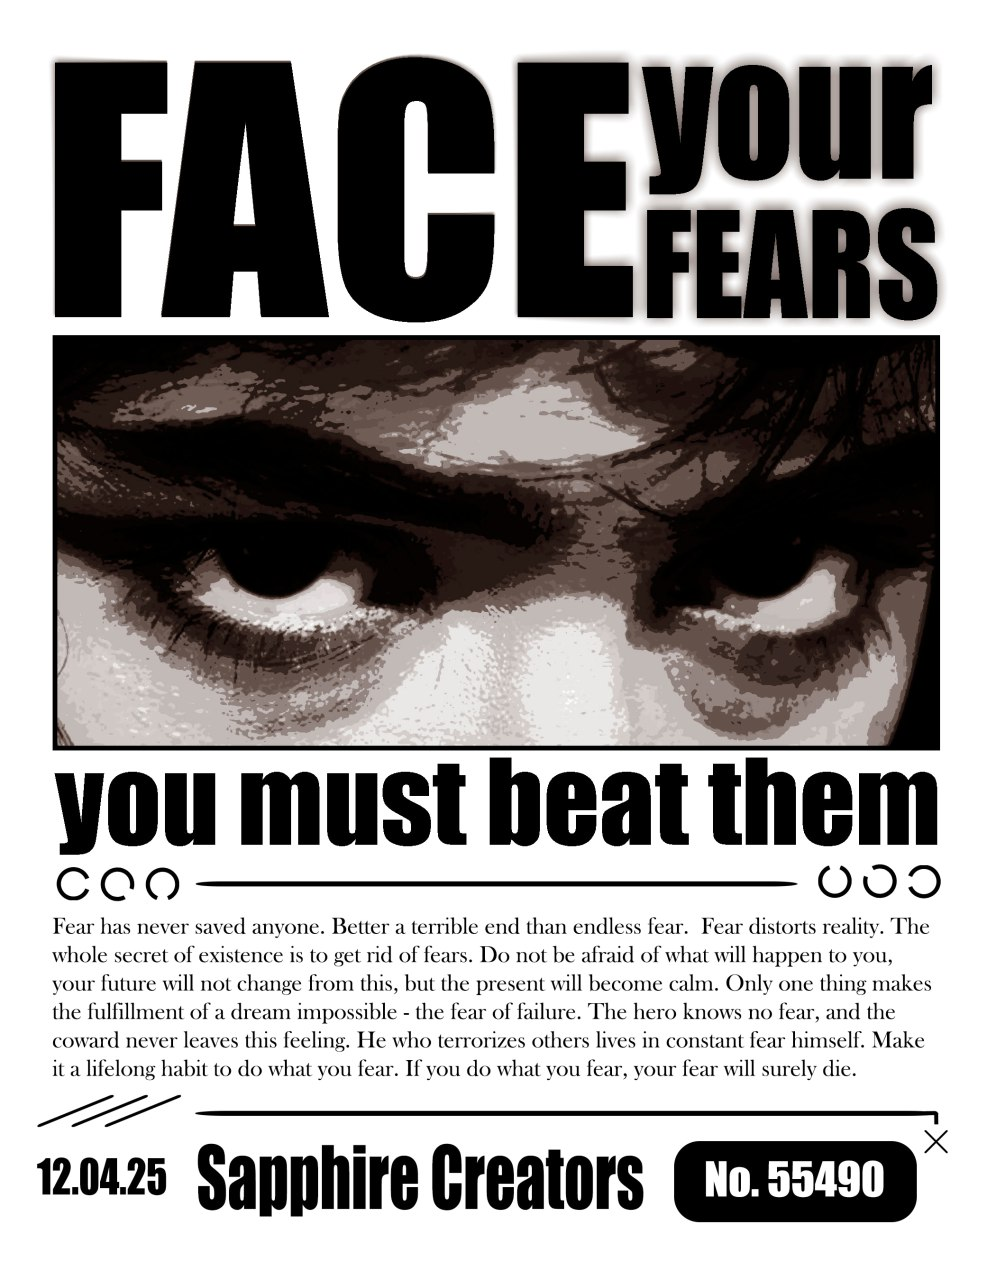 FACE your
FEARS
you must beat them
Fear has never saved anyone. Better a terrible end than endless fear.  Fear distorts reality. The
whole secret of existence is to get rid of fears. Do not be afraid of what will happen to you,
your future will not change from this, but the present will become calm. Only one thing makes
the fulfillment of a dream impossible - the fear of failure. The hero knows no fear, and the
coward never leaves this feeling. He who terrorizes others lives in constant fear himself. Make
it a lifelong habit to do what you fear. If you do what you fear, your fear will surely die.
12.04.25 Sapphire Creators No. 55490